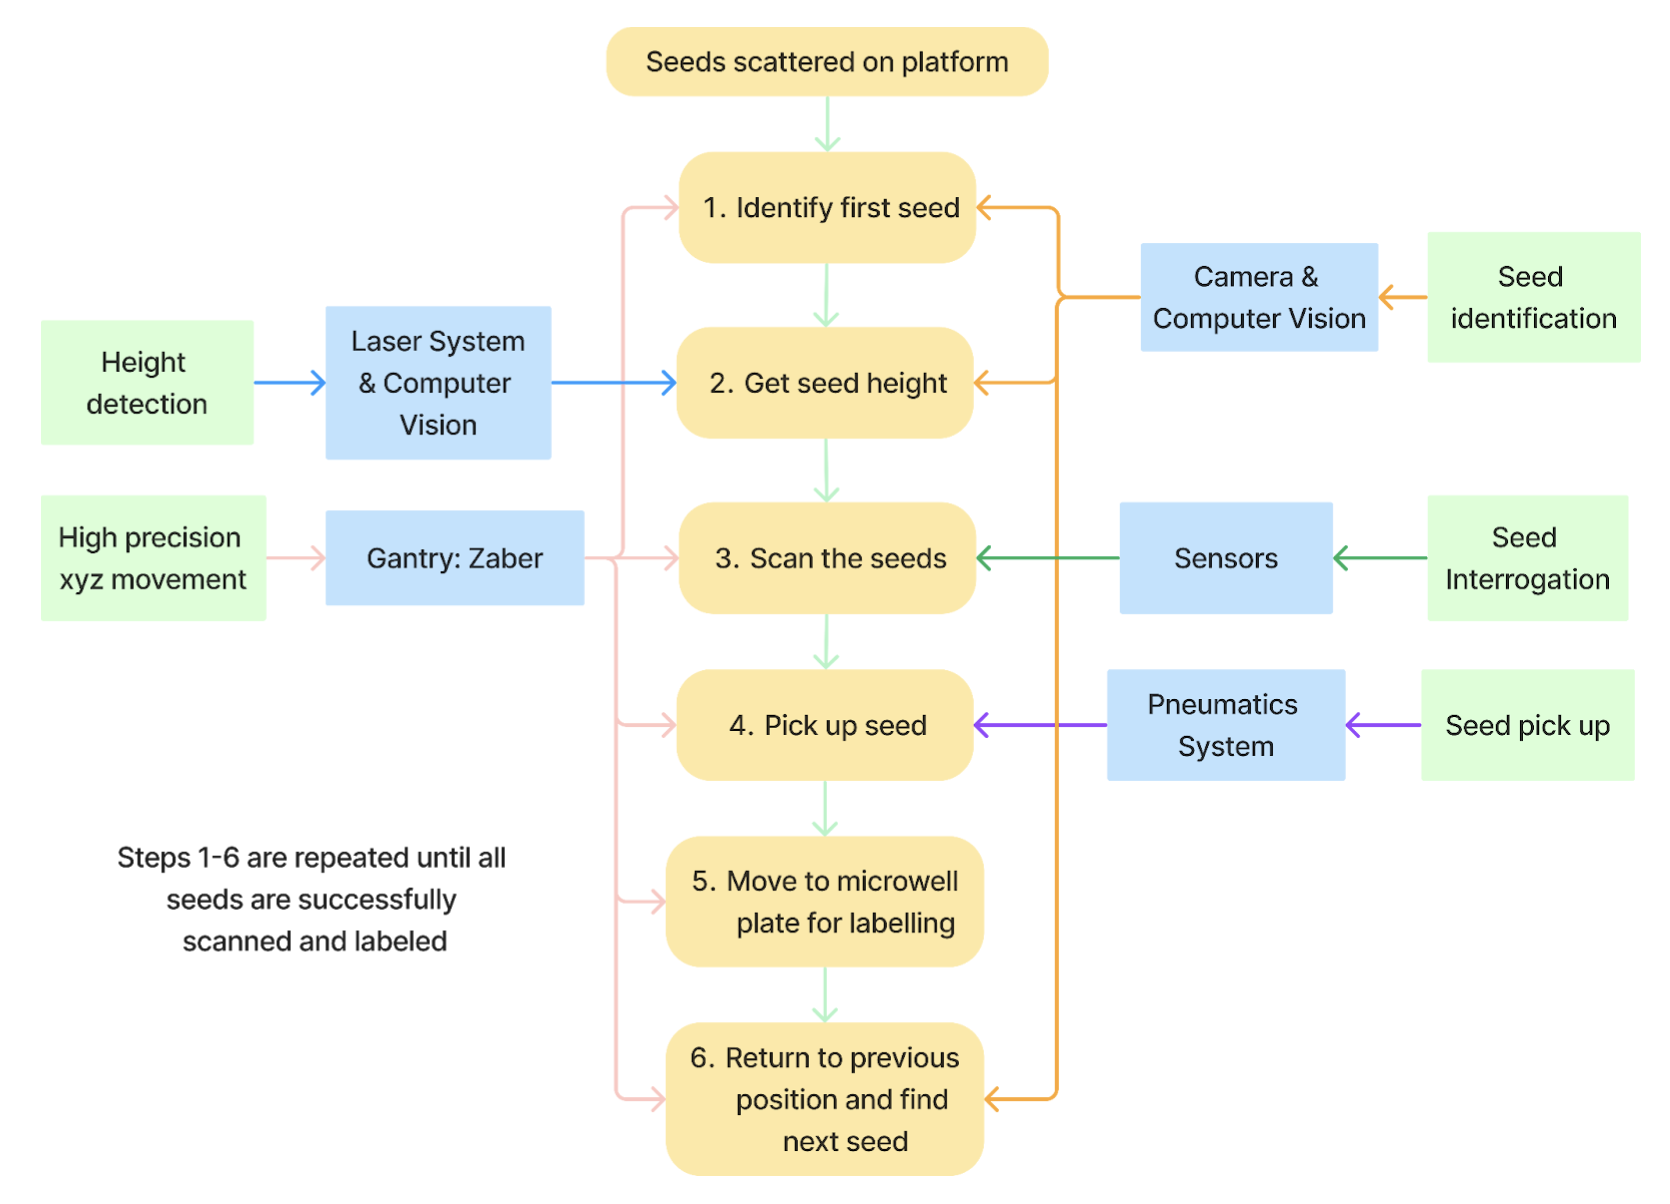 Seeds scattered on platform
1. Identify first seed
Camera &
Computer Vision
Seed
identification
Height
detection
Laser System
& Computer
Vision
2. Get seed height
High precision
xyz movement
Gantry: Zaber
3. Scan the seeds
Sensors
Seed
Interrogation
4. Pick up seed
Pneumatics
System
Seed pick up
Steps 1-6 are repeated until all
seeds are successfully
scanned and labeled
5. Move to microwell
plate for labelling
6. Return to previous
position and find
next seed